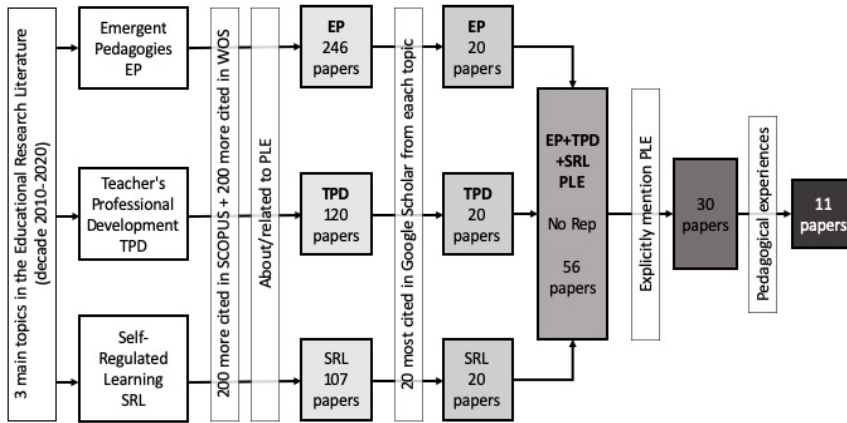 3 main topics in the Educational Research Literature
(decade 2010-2020)
Emergent
Pedagogies
EP
Teacher's
Professional
Development
TPD
Self-
Regulated
Learning
SRL
200 more cited in SCOPUS + 200 more cited in WOS
About/related to PLE
EP
246
papers
TPD
120
papers
SRL
107
papers
20 most cited in Google Scholar from eaach topic
EP
20
papers
TPD
20
papers
SRL
20
papers
EP+TPD
+SRL
PLE
No Rep
56
papers
Explicitly mention PLE
30
papers
Pedagogical experiences
11
papers